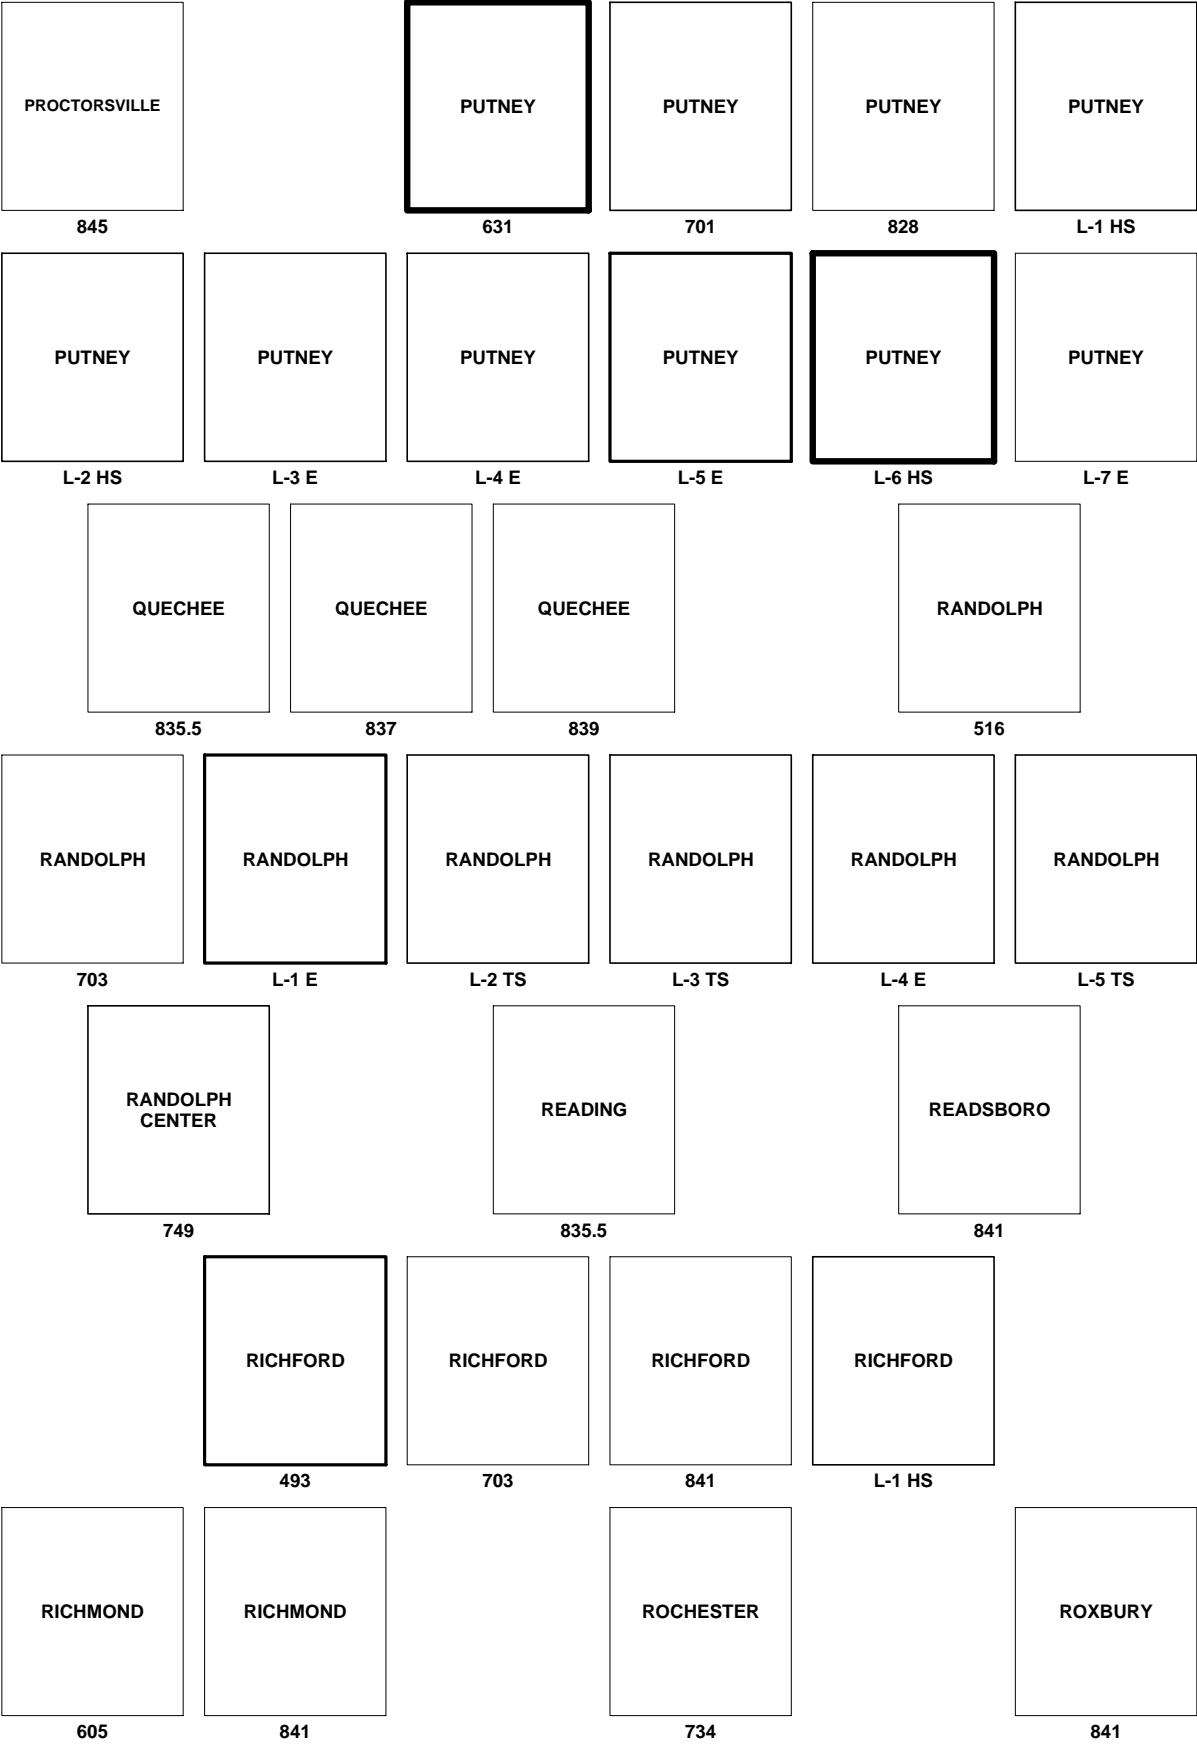 PROCTORSVILLE
845
PUTNEY
631
PUTNEY
701
PUTNEY
828
PUTNEY
L-1 HS
PUTNEY
L-2 HS
PUTNEY
L-3 E
PUTNEY
L-4 E
PUTNEY
L-5 E
PUTNEY
L-6 HS
PUTNEY
L-7 E
QUECHEE
835.5
QUECHEE
837
QUECHEE
839
RANDOLPH
516
RANDOLPH
703
RANDOLPH
L-1 E
RANDOLPH
L-2 TS
RANDOLPH
L-3 TS
RANDOLPH
L-4 E
RANDOLPH
L-5 TS
RANDOLPH
CENTER
749
READING
835.5
READSBORO
841
RICHFORD
493
RICHFORD
703
RICHFORD
841
RICHFORD
L-1 HS
RICHMOND
605
RICHMOND
841
ROCHESTER
734
ROXBURY
841